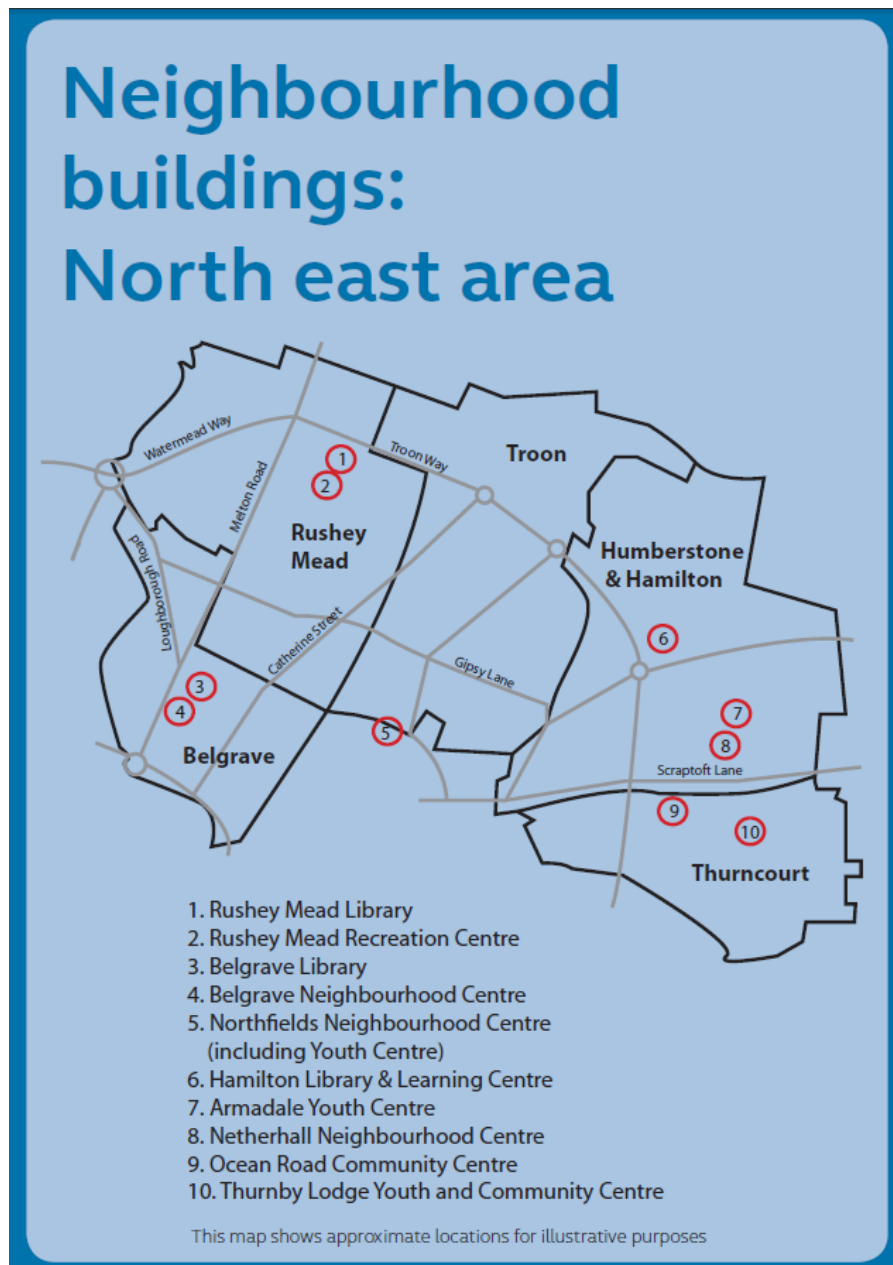 Neighbourhood
buildings:
North east area
Watermead Way
Melton Road
Troon Way
Troon
1
2
Rushey
Mead
Loughborough Road
Humberstone
& Hamilton
Catherine Street
Gipsy Lane
6
3
4
5
7
8
Belgrave
Scraptoft Lane
9
10
Thurncourt
1. Rushey Mead Library
2. Rushey Mead Recreation Centre
3. Belgrave Library
4. Belgrave Neighbourhood Centre
5. Northfields Neighbourhood Centre
(including Youth Centre)
6. Hamilton Library & Learning Centre
7. Armadale Youth Centre
8. Netherhall Neighbourhood Centre
9. Ocean Road Community Centre
10. Thurnby Lodge Youth and Community Centre
This map shows approximate locations for illustrative purposes